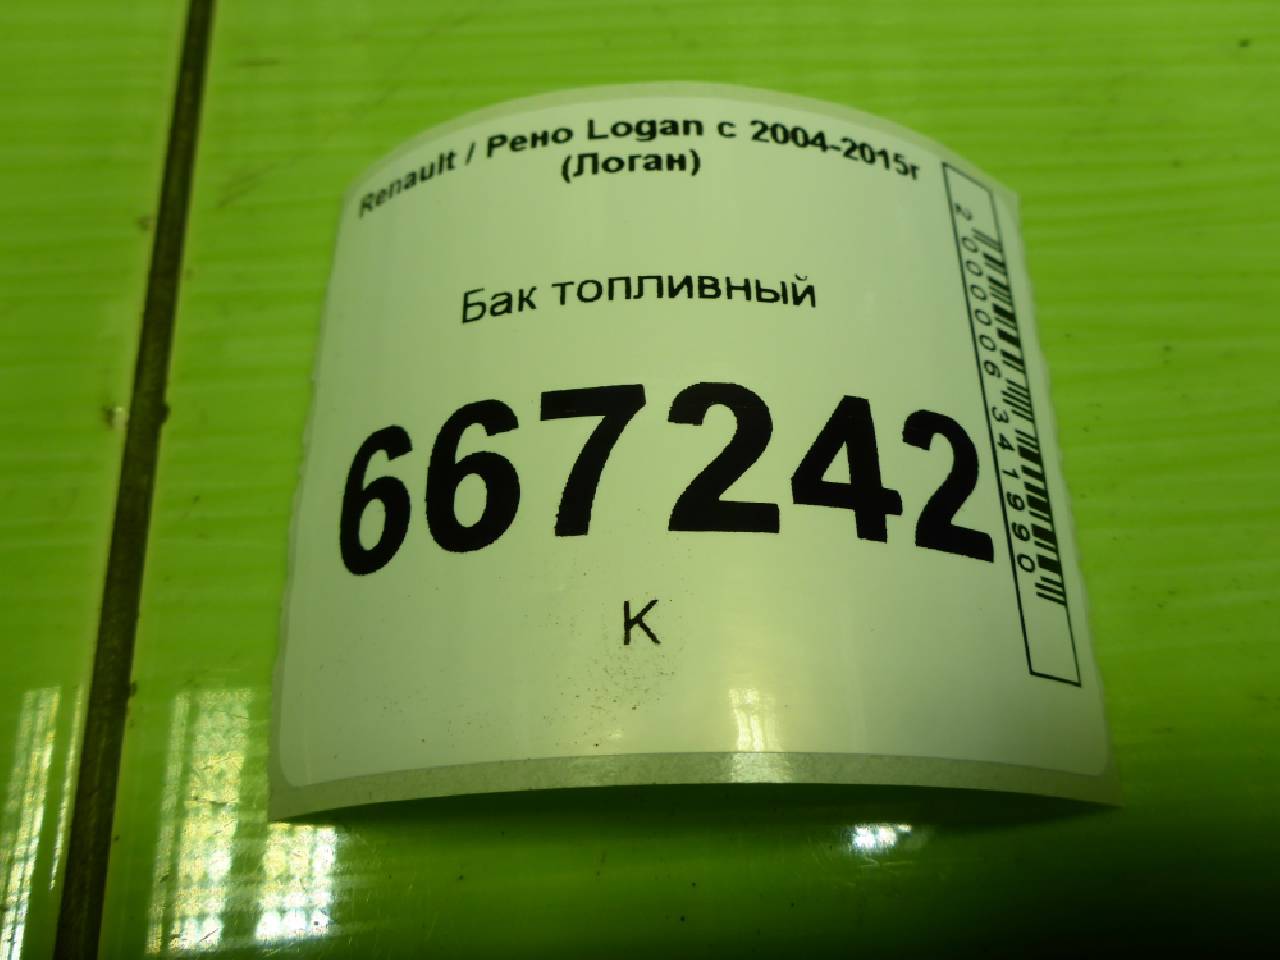 Renault / Рено Logan с 2004-2015г
(Логан)
Бак топливный
667242
К
2000006341990